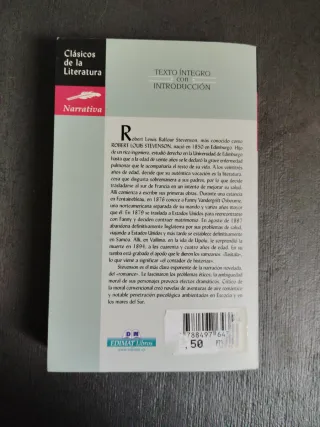 Clásicos
de la
Literatura
Narrativa
TEXTO ÍNTEGRO
CON
INTRODUCCIÓN
Robert Lewis Balfour Stevenson, más conocido como
ROBERT LOUIS STEVENSON, nació en 1850 en Edimburgo. Hijo
de un rico ingeniero, estudió derecho en la Universidad de Edimburgo
hasta que a la edad de veinte años se le declaró la grave enfermedad
pulmonar que le acompañaría el resto de su vida. A los veintitrés
años de edad, decide que su auténtica vocación es la literatura,
cosa que disgusta sobremanera a sus padres, por lo que decide
trasladarse al sur de Francia en un intento de mejorar su salud.
Allí comienza a escribir sus primeras obras. Durante una estancia
en Fontainebleau, en 1876 conoce a Fanny Vandergrift Osbourne,
una norteamericana separada de su marido y varios años mayor
que él. En 1879 se traslada a Estados Unidos para reencontrarse
con Fanny y deciden contraer matrimonio. En agosto de 1887
abandona definitivamente Inglaterra por sus problemas de salud,
viajando a Estados Unidos y más tarde se establece definitivamente
en Samoa. Allí, en Vailima, en la isla de Upolu, le sorprende la
muerte en 1894, a los cuarenta y cuatro años de edad. En su
tumba está grabado el apodo que le dieron los samoanos: «Tusitala»,
lo que viene a significar «el contador de historias».
Stevenson es el más claro exponente de la narración novelada,
del «romance». Le fascinaron los problemas éticos; la ambigüedad
moral de sus personajes provoca efectos dramáticos. Crítico de
la moral convencional creó novelas de aventuras de aire romántico
y notable penetración psicológica ambientadas en Escocia y en
los mares del Sur.
EDIMAT Libros
788497 64
.50